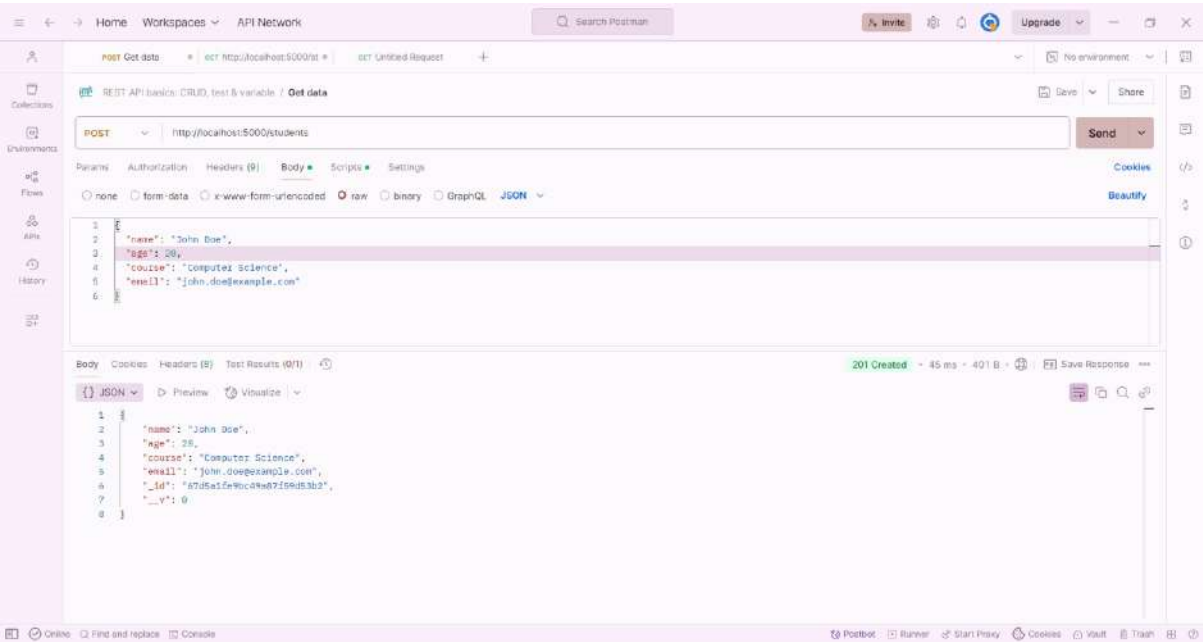 Home Workspaces API Network Search Postman Invite Upgrade
POST Get data GET http://localhost:5000/st GET Untitled Request + No environment
REST API basics: CRUD, test & variable / Get data Save Share
POST http://localhost:5000/students Send
Params Authorization Headers (9) Body Scripts Settings Cookies
none form-data x-www-form-urlencoded raw binary GraphQL JSON Beautify
1 {
2 "name": "John Doe",
3 "age": 20,
4 "course": "Computer Science",
5 "email": "john.doe@example.com"
6 }
Collections
Environments
Flows
APIs
History
Body Cookies Headers (8) Test Results (0/1) 201 Created 45 ms 401 B Save Response
{} JSON Preview Visualize
1 {
2 "name": "John Doe",
3 "age": 20,
4 "course": "Computer Science",
5 "email": "john.doe@example.com",
6 "_id":
7 "__v": 0
8 }
Online Find and replace Console Postbot Runner Start Proxy Cookies Vault Trash